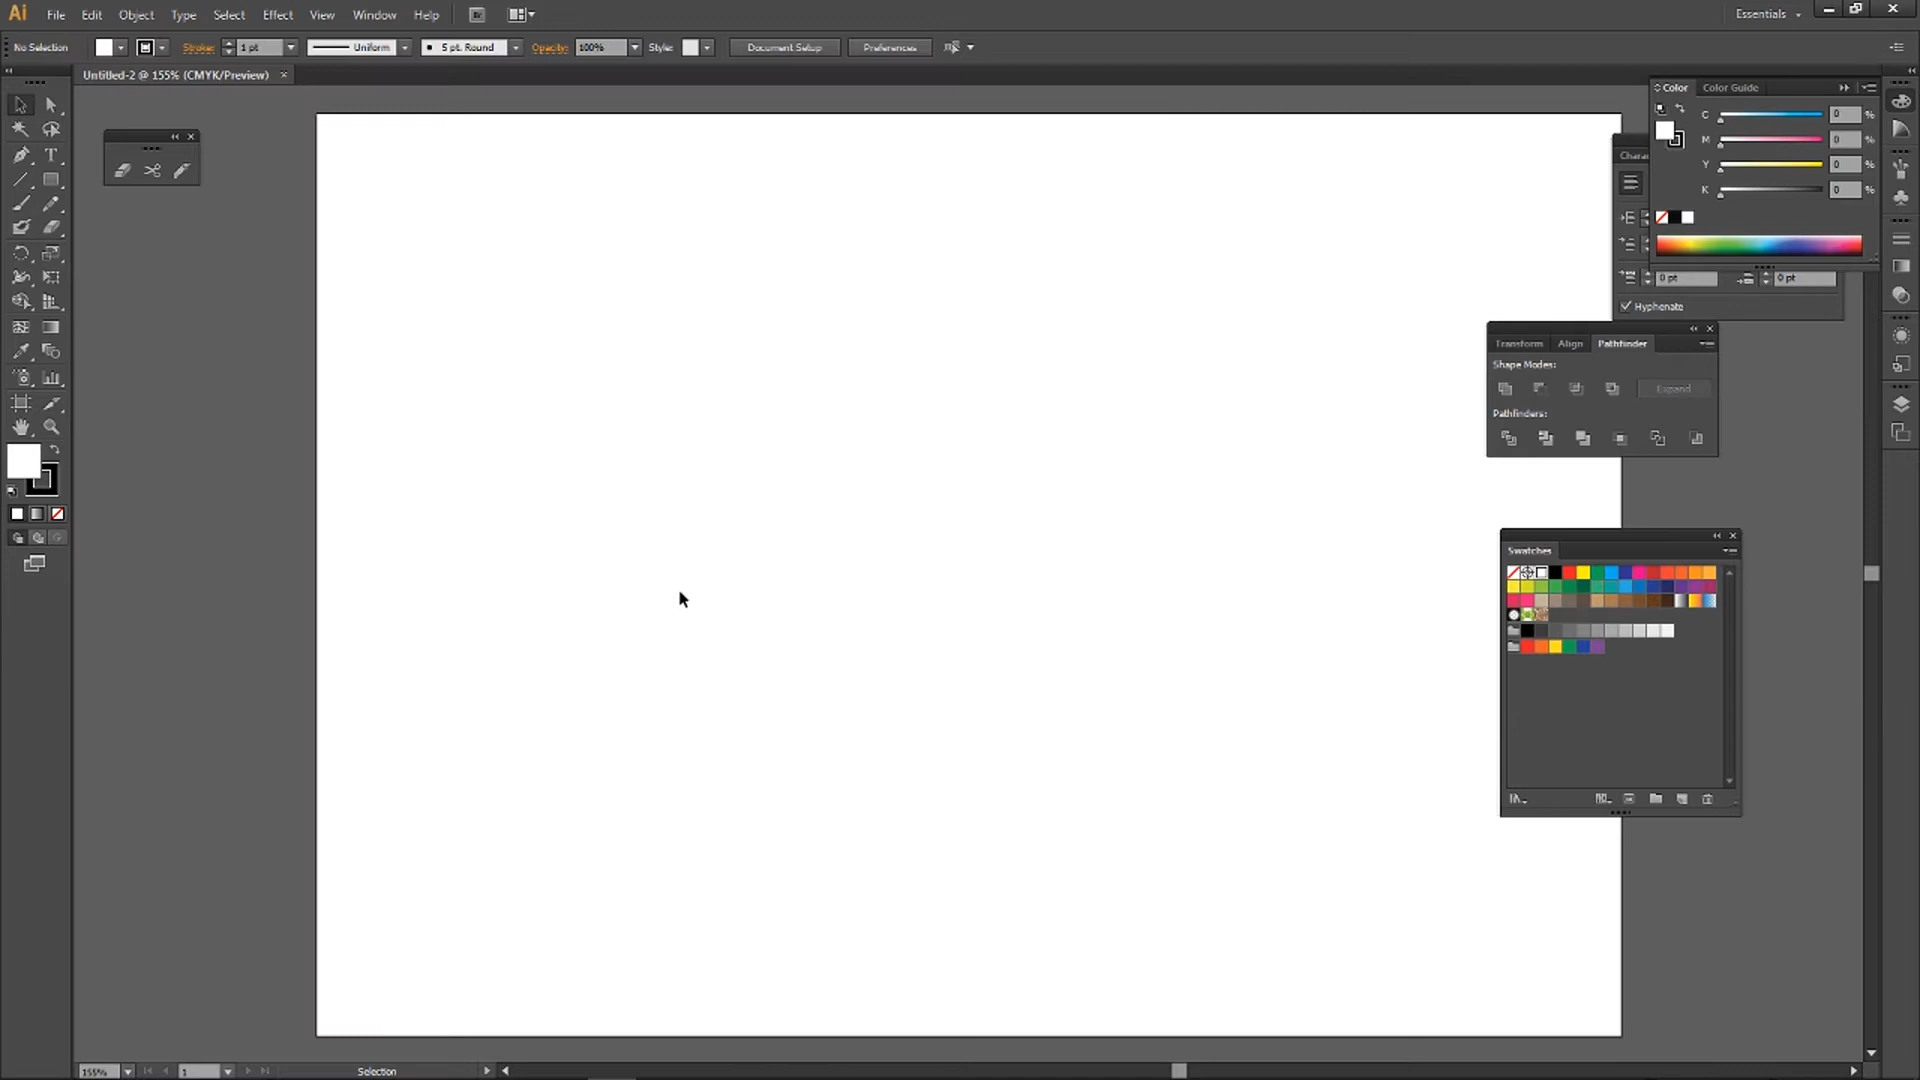 Ai File Edit Object Type Select Effect View Window Help Essentials
No Selection Stroke: 1 pt Uniform 5 pt. Round Opacity: 100% Style: Document Setup Preferences
Untitled-2 @ 155% (CMYK/Preview)
Color Color Guide
C 0 %
M 0 %
Y 0 %
K 0 %
0 pt 0 pt
Hyphenate
Transform Align Pathfinder
Shape Modes:
Expand
Pathfinders:
Swatches
155% 1 Selection